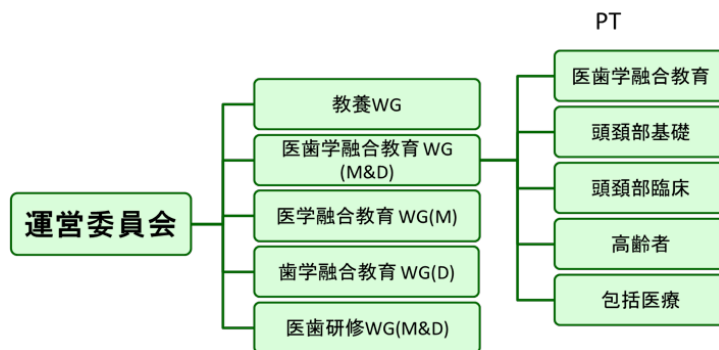 PT
運営委員会
教養WG
医歯学融合教育 WG
(M&D)
医学融合教育 WG(M)
歯学融合教育 WG(D)
医歯研修WG(M&D)
医歯学融合教育
頭頚部基礎
頭頚部臨床
高齢者
包括医療